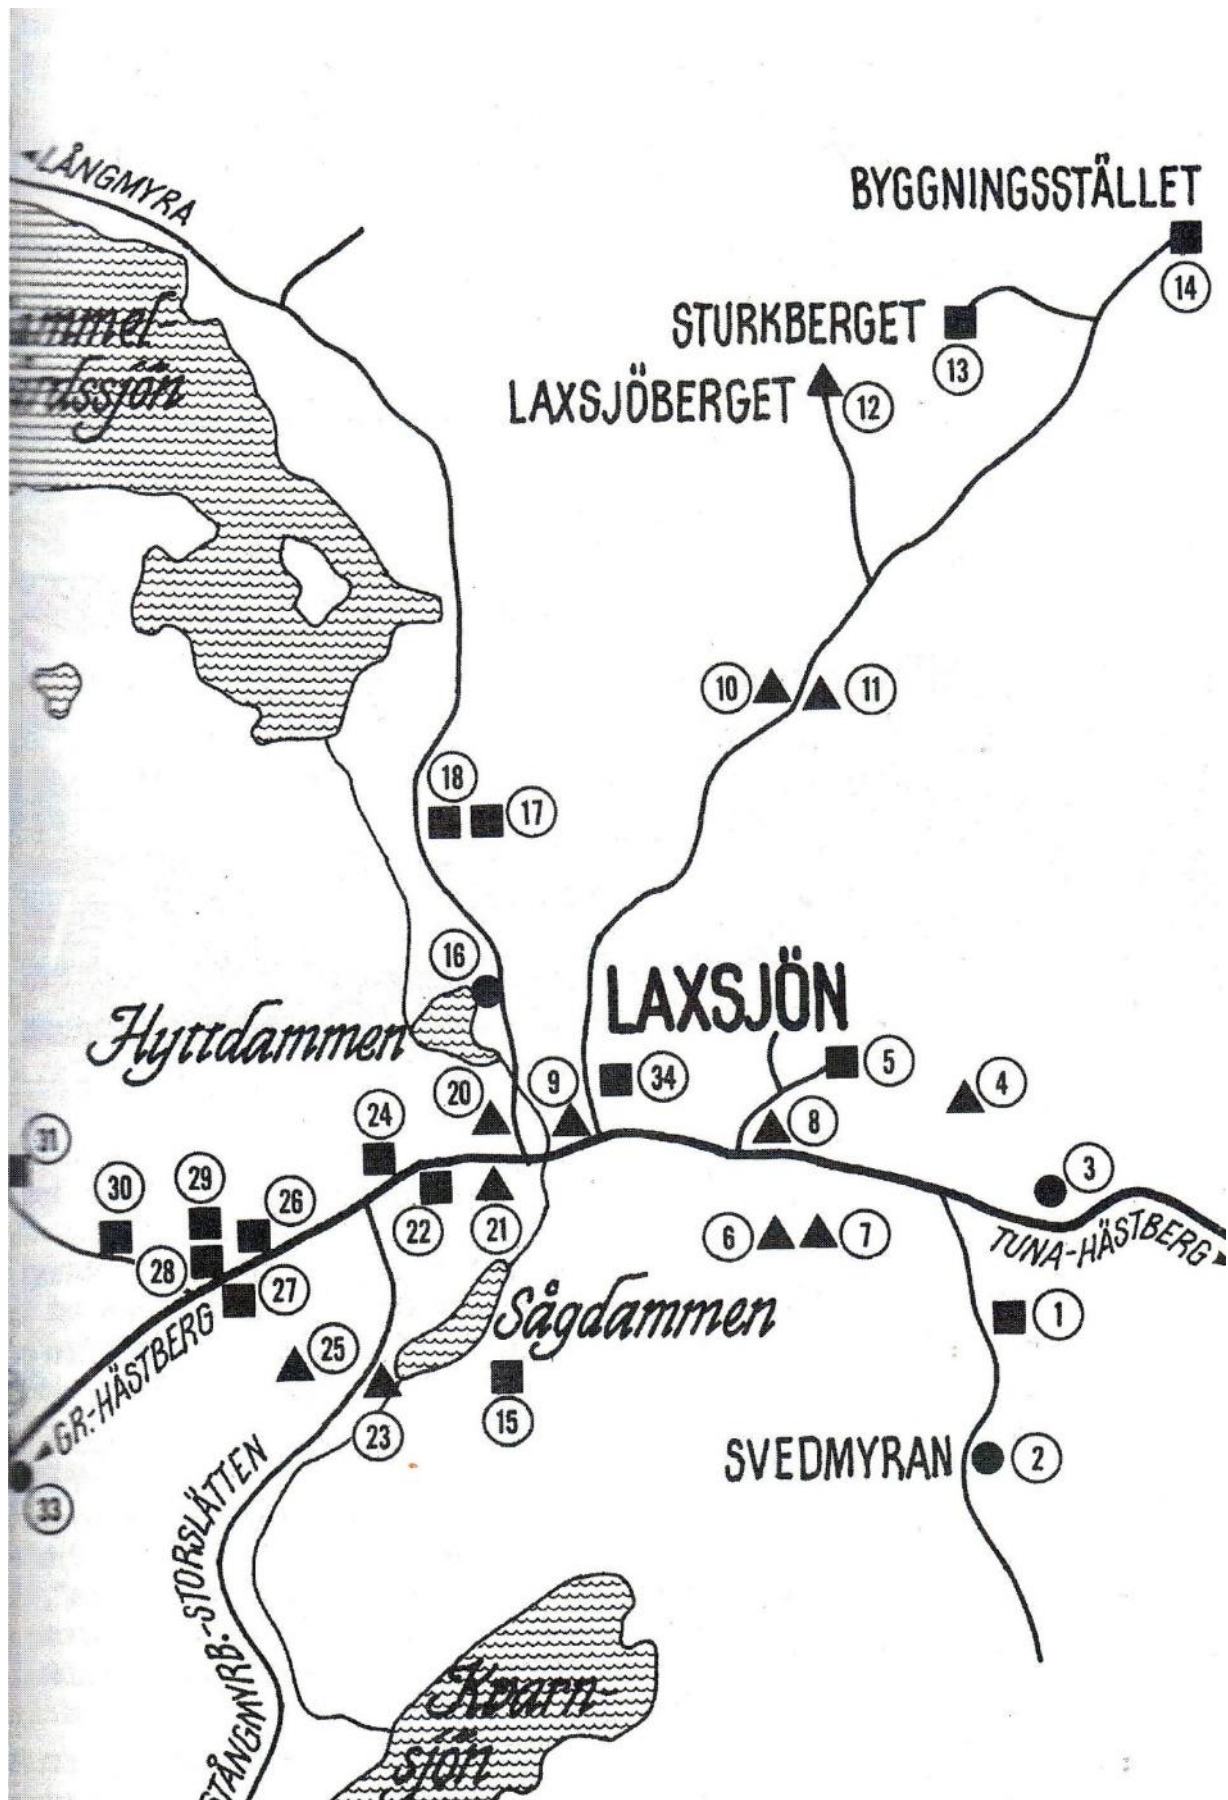 LÅNGMYRA
BYGGNINGSSTÄLLET
14
STURKBERGET
13
LAXSJÖBERGET
12
10
11
18
17
16
LAXSJÖN
Hyttdammen
34
5
4
9
20
8
24
31
3
30
29
26
22
21
6
7
TUNA-HÄSTBERG
28
27
Sågdammen
1
25
GR.-HÄSTBERG
15
23
SVEDMYRAN
2
33
STÅNGMYRB.-STORSLÄTTEN
Kvarn-
sjön